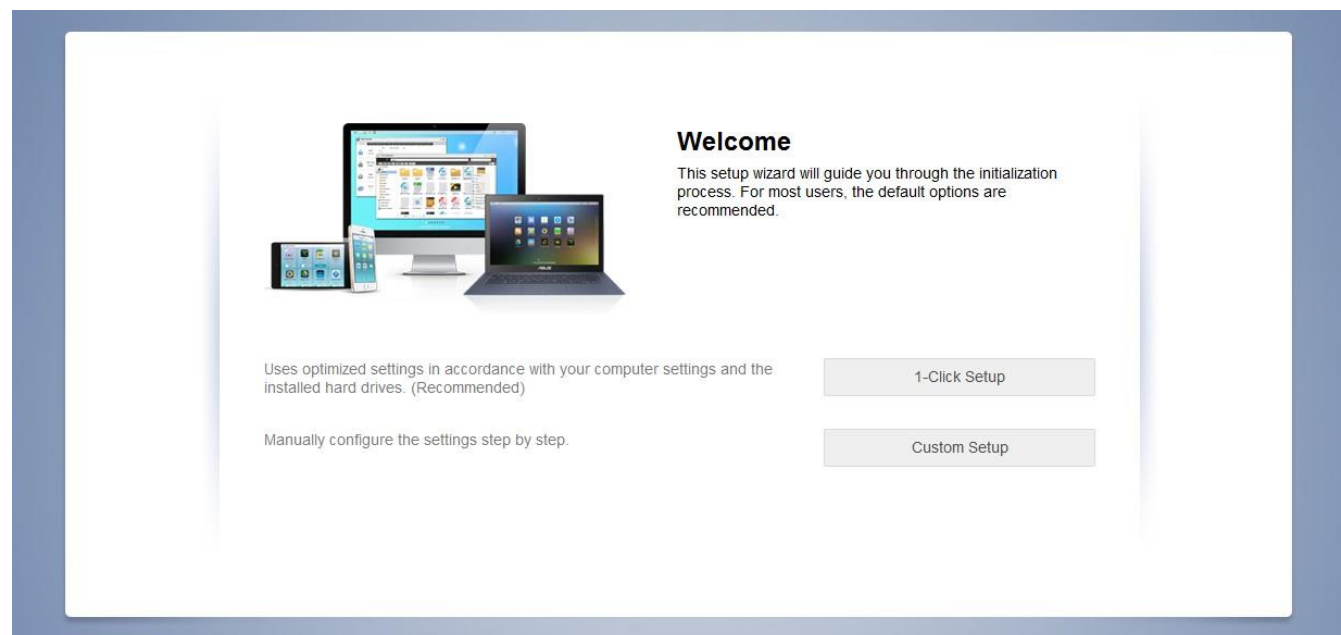 Welcome
This setup wizard will guide you through the initialization
process. For most users, the default options are
recommended.
ASUS
Uses optimized settings in accordance with your computer settings and the
installed hard drives. (Recommended)
1-Click Setup
Manually configure the settings step by step.
Custom Setup